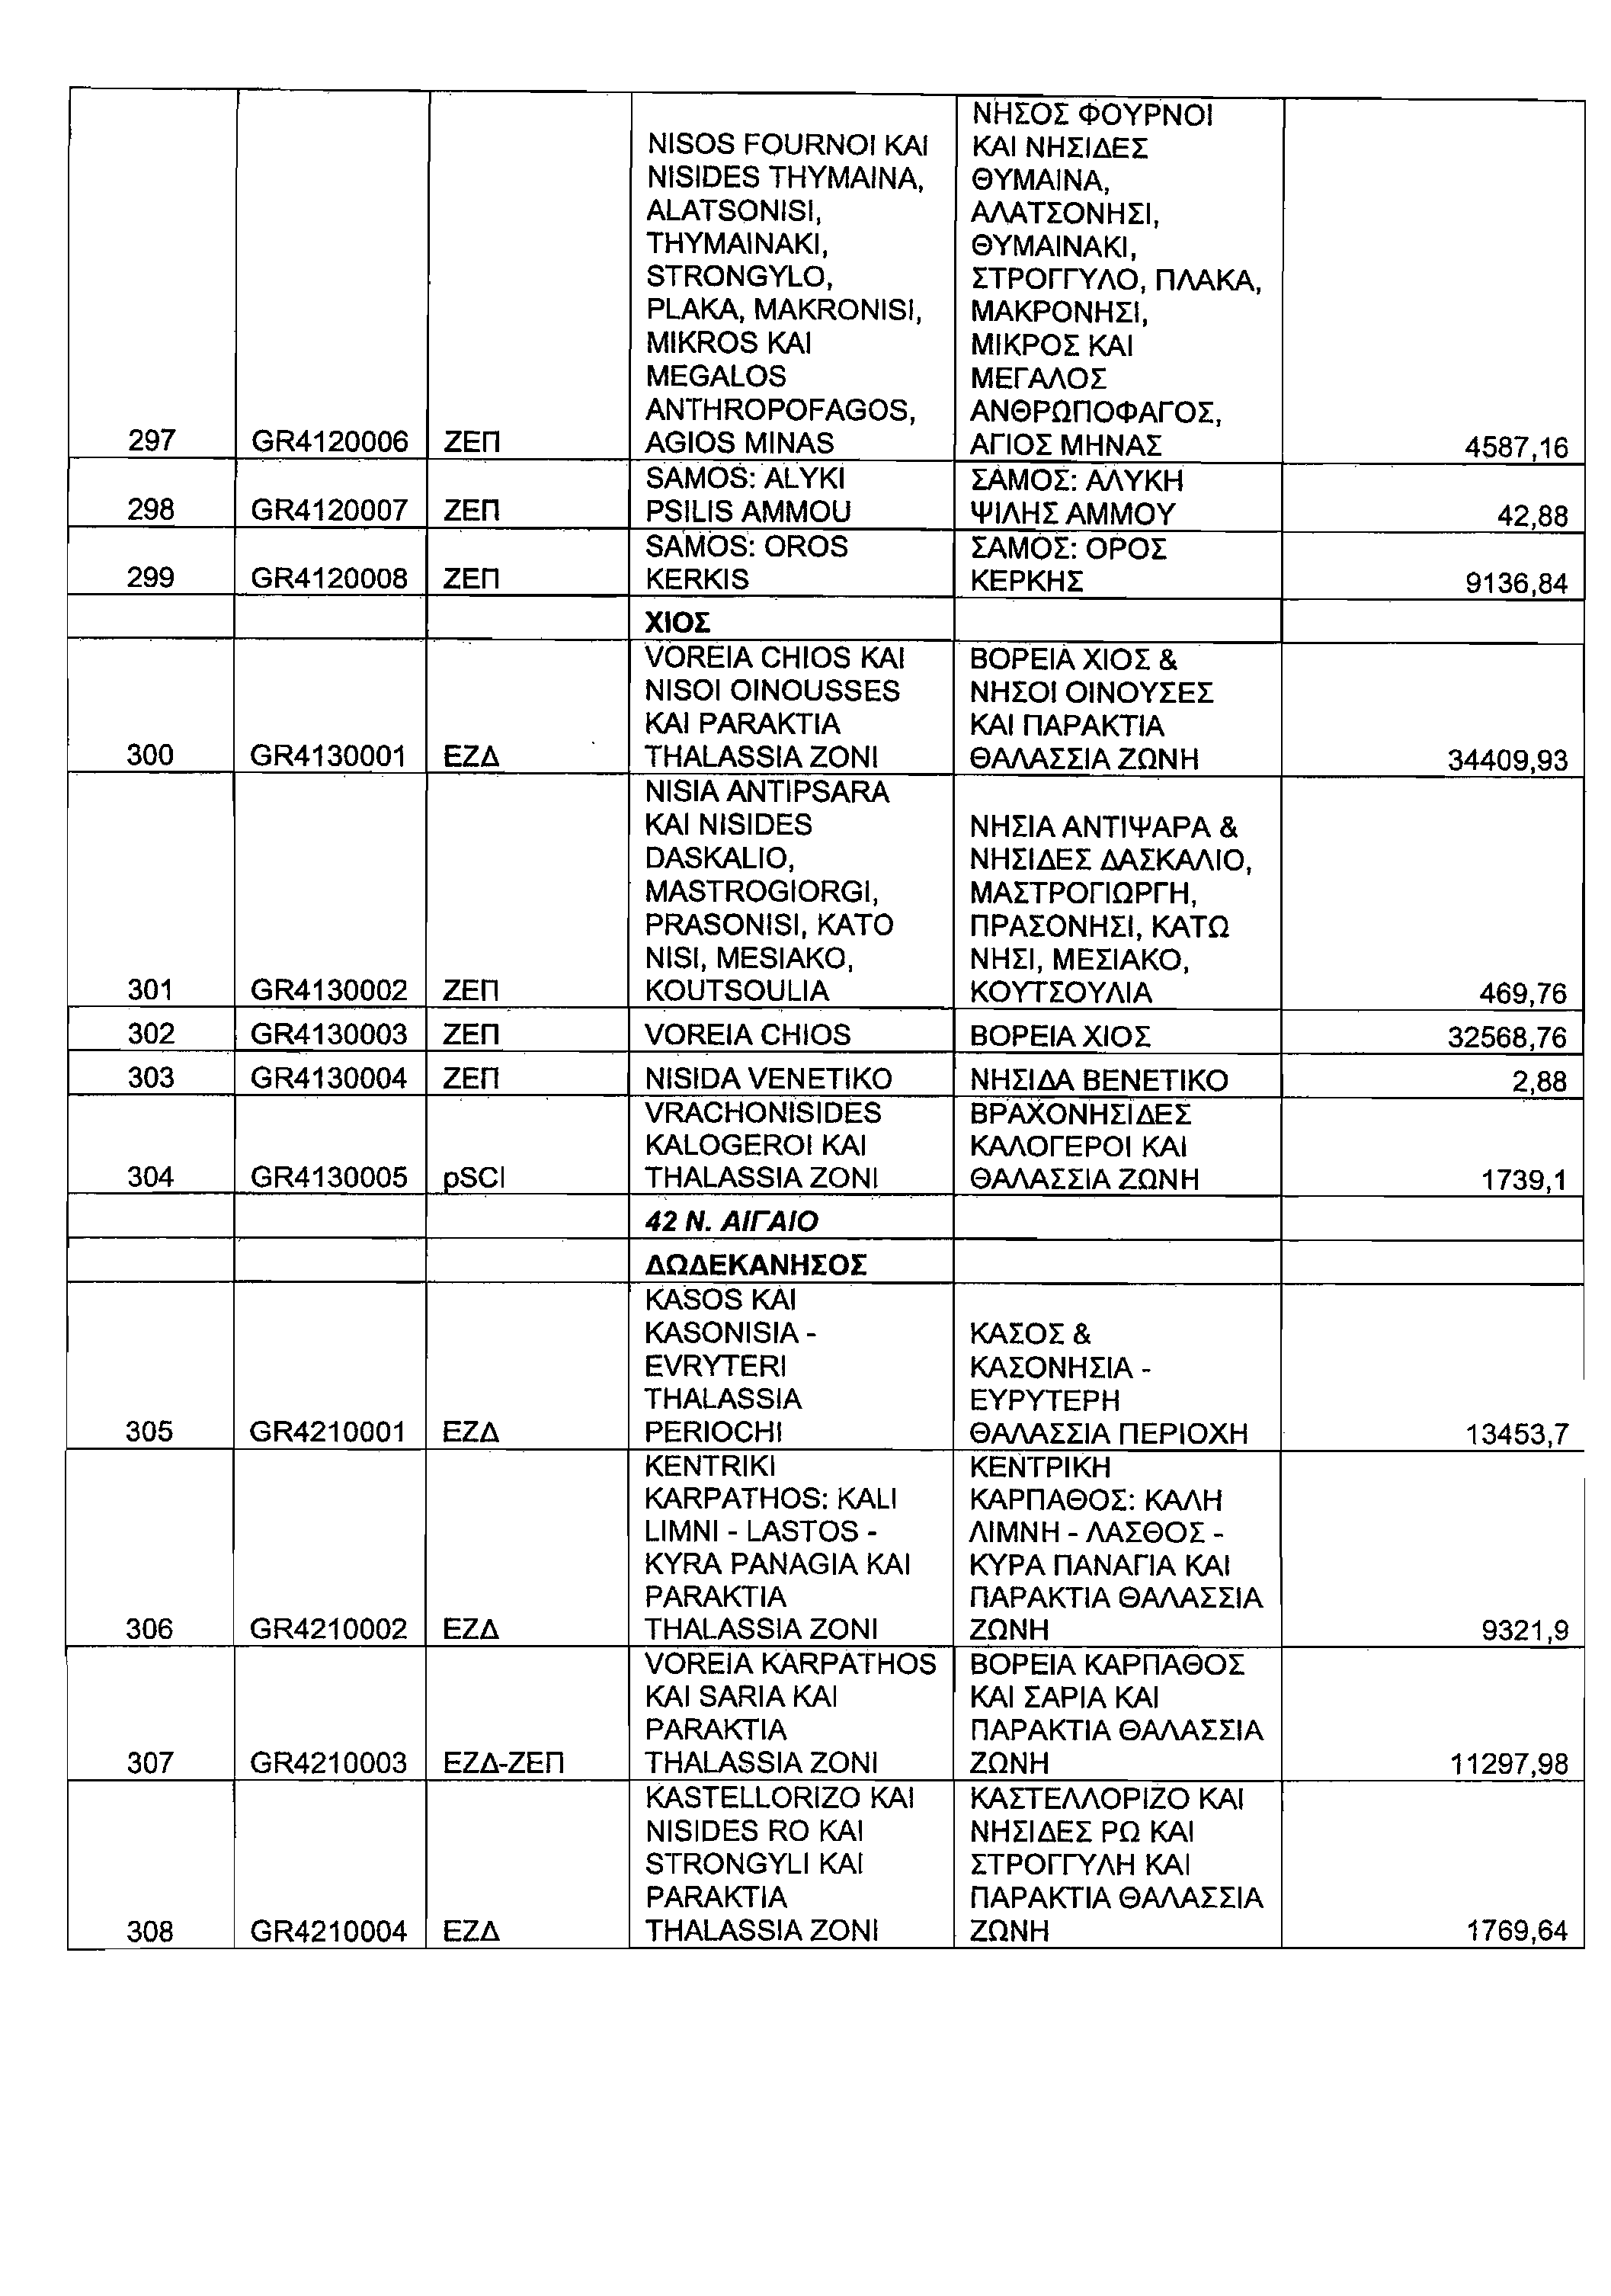 NISOS FOURNOI KAI
NISIDES THYMAINA,
ALATSONISI,
THYMAINAKI,
STRONGYLO,
PLAKA, MAKRONISI,
MIKROS KAI
MEGALOS
ANTHROPOFAGOS,
AGIOS MINAS
ΝΗΣΟΣ ΦΟΥΡΝΟΙ
ΚΑΙ ΝΗΣΙΔΕΣ
ΘΥΜΑΙΝΑ,
ΑΛΑΤΣΟΝΗΣΙ,
ΘΥΜΑΙΝΑΚΙ,
ΣΤΡΟΓΓΥΛΟ, ΠΛΑΚΑ,
ΜΑΚΡΟΝΗΣΙ,
ΜΙΚΡΟΣ ΚΑΙ
ΜΕΓΑΛΟΣ
ΑΝΘΡΩΠΟΦΑΓΟΣ,
ΑΓΙΟΣ ΜΗΝΑΣ
297 GR4120006 ΖΕΠ 4587,16
SAMOS: ALYKI
PSILIS AMMOU
ΣΑΜΟΣ: ΑΛΥΚΗ
ΨΙΛΗΣ ΑΜΜΟΥ
298 GR4120007 ΖΕΠ 42,88
SAMOS: OROS
KERKIS
ΣΑΜΟΣ: ΟΡΟΣ
ΚΕΡΚΗΣ
299 GR4120008 ΖΕΠ 9136,84
ΧΙΟΣ
VOREIA CHIOS KAI
NISOI OINOUSSES
KAI PARAKTIA
THALASSIA ZONI
ΒΟΡΕΙΑ ΧΙΟΣ &
ΝΗΣΟΙ ΟΙΝΟΥΣΕΣ
ΚΑΙ ΠΑΡΑΚΤΙΑ
ΘΑΛΑΣΣΙΑ ΖΩΝΗ
300 GR4130001 ΕΖΔ 34409,93
NISIA ANTIPSARA
KAI NISIDES
DASKALIO,
MASTROGIORGI,
PRASONISI, KATO
NISI, MESIAKO,
KOUTSOULIA
ΝΗΣΙΑ ΑΝΤΙΨΑΡΑ &
ΝΗΣΙΔΕΣ ΔΑΣΚΑΛΙΟ,
ΜΑΣΤΡΟΓΙΩΡΓΗ,
ΠΡΑΣΟΝΗΣΙ, ΚΑΤΩ
ΝΗΣΙ, ΜΕΣΙΑΚΟ,
ΚΟΥΤΣΟΥΛΙΑ
301 GR4130002 ΖΕΠ 469,76
302 GR4130003 ΖΕΠ VOREIA CHIOS ΒΟΡΕΙΑ ΧΙΟΣ 32568,76
303 GR4130004 ΖΕΠ NISIDA VENETIKO ΝΗΣΙΔΑ ΒΕΝΕΤΙΚΟ 2,88
VRACHONISIDES
KALOGEROI KAI
THALASSIA ZONI
ΒΡΑΧΟΝΗΣΙΔΕΣ
ΚΑΛΟΓΕΡΟΙ ΚΑΙ
ΘΑΛΑΣΣΙΑ ΖΩΝΗ
304 GR4130005 pSCI 1739,1
42 Ν. ΑΙΓΑΙΟ
ΔΩΔΕΚΑΝΗΣΟΣ
KASOS KAI
KASONISIA -
EVRYTERI
THALASSIA
PERIOCHI
ΚΑΣΟΣ &
ΚΑΣΟΝΗΣΙΑ -
ΕΥΡΥΤΕΡΗ
ΘΑΛΑΣΣΙΑ ΠΕΡΙΟΧΗ
305 GR4210001 ΕΖΔ 13453,7
KENTRIKI
KARPATHOS: KALI
LIMNI - LASTOS -
KYRA PANAGIA KAI
PARAKTIA
THALASSIA ZONI
ΚΕΝΤΡΙΚΗ
ΚΑΡΠΑΘΟΣ: ΚΑΛΗ
ΛΙΜΝΗ - ΛΑΣΘΟΣ -
ΚΥΡΑ ΠΑΝΑΓΙΑ ΚΑΙ
ΠΑΡΑΚΤΙΑ ΘΑΛΑΣΣΙΑ
ΖΩΝΗ
306 GR4210002 ΕΖΔ 9321,9
VOREIA KARPATHOS
KAI SARIA KAI
PARAKTIA
THALASSIA ZONI
ΒΟΡΕΙΑ ΚΑΡΠΑΘΟΣ
ΚΑΙ ΣΑΡΙΑ ΚΑΙ
ΠΑΡΑΚΤΙΑ ΘΑΛΑΣΣΙΑ
ΖΩΝΗ
307 GR4210003 ΕΖΔ-ΖΕΠ 11297,98
KASTELLORIZO KAI
NISIDES RO KAI
STRONGYLI KAI
PARAKTIA
THALASSIA ZONI
ΚΑΣΤΕΛΛΟΡΙΖΟ ΚΑΙ
ΝΗΣΙΔΕΣ ΡΩ ΚΑΙ
ΣΤΡΟΓΓΥΛΗ ΚΑΙ
ΠΑΡΑΚΤΙΑ ΘΑΛΑΣΣΙΑ
ΖΩΝΗ
308 GR4210004 ΕΖΔ 1769,64